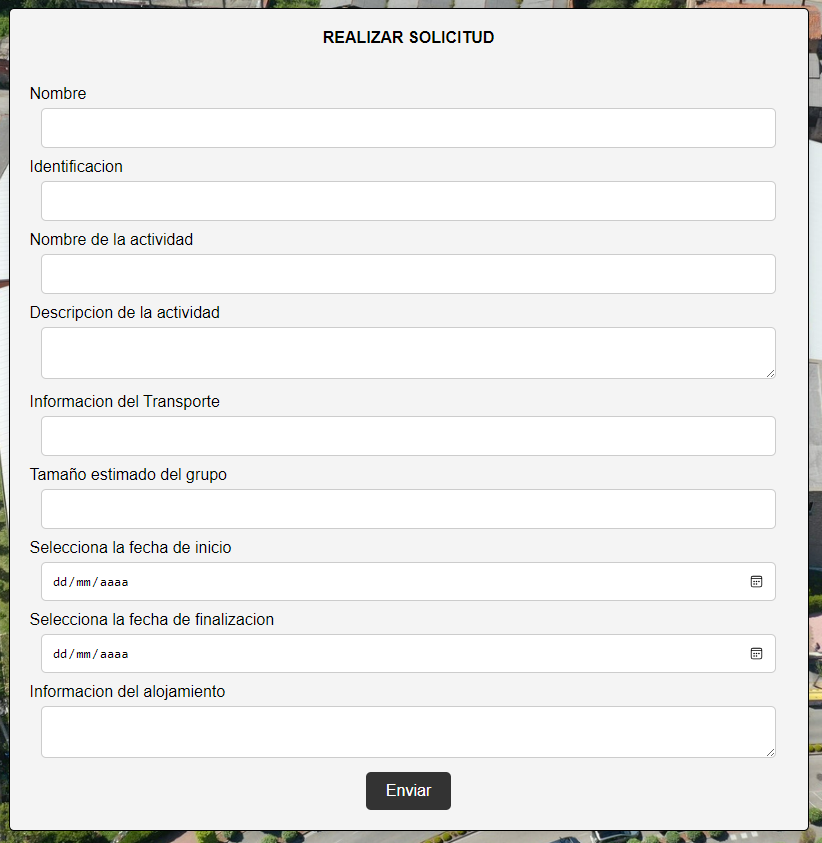 REALIZAR SOLICITUD
Nombre
Identificacion
Nombre de la actividad
Descripcion de la actividad
Informacion del Transporte
Tamaño estimado del grupo
Selecciona la fecha de inicio
dd/mm/aaaa
Selecciona la fecha de finalizacion
dd/mm/aaaa
Informacion del alojamiento
Enviar